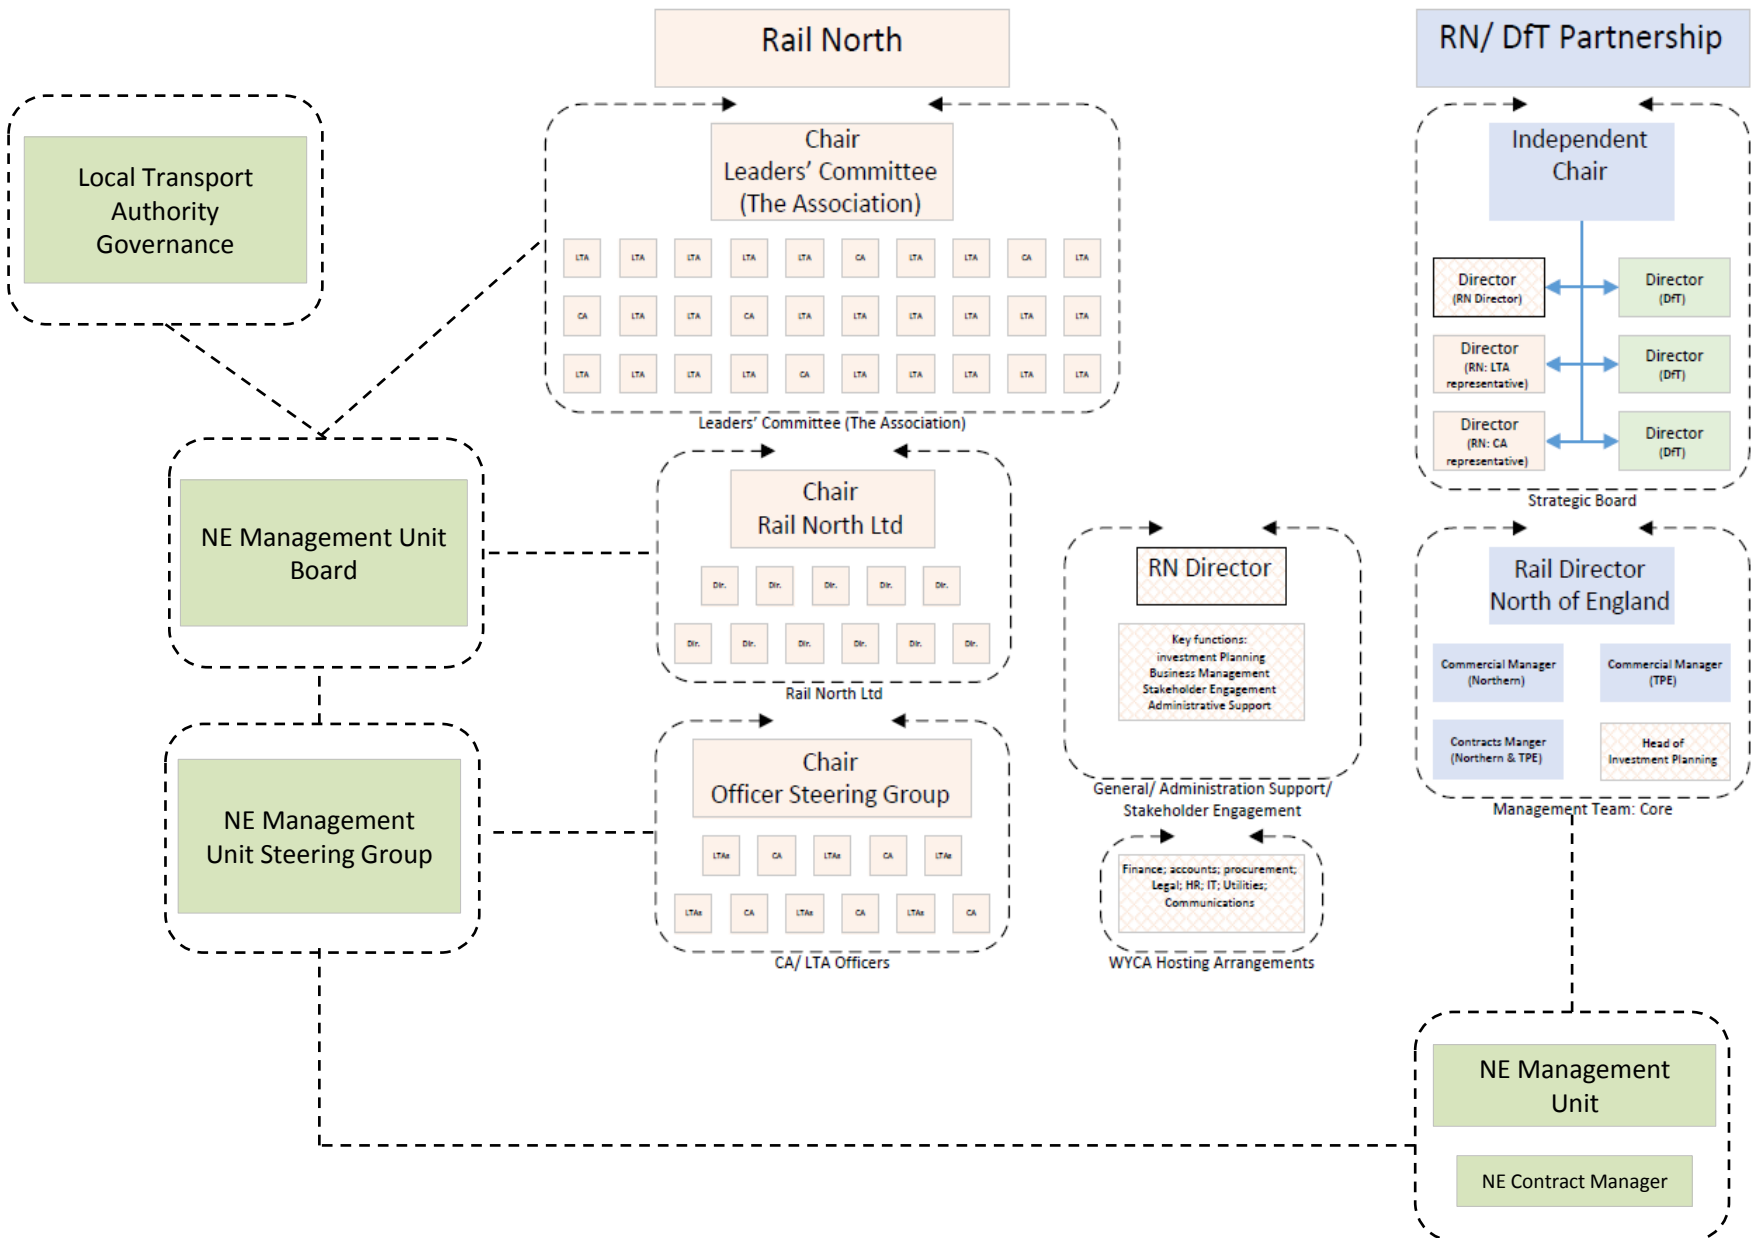 Rail North
RN/ DfT Partnership
Local Transport
Authority
Governance
Chair
Leaders’ Committee
(The Association)
LTA LTA LTA LTA LTA CA LTA LTA CA LTA
CA LTA LTA CA LTA LTA LTA LTA LTA LTA
LTA LTA LTA LTA CA LTA LTA LTA LTA LTA
Leaders’ Committee (The Association)
Independent
Chair
Director
(RN Director)
Director
(DfT)
Director
(RN: LTA
representative)
Director
(DfT)
Director
(RN: CA
representative)
Director
(DfT)
Strategic Board
NE Management Unit
Board
Chair
Rail North Ltd
Dir. Dir. Dir. Dir. Dir.
Dir. Dir. Dir. Dir. Dir. Dir.
Rail North Ltd
RN Director
Key functions:
investment Planning
Business Management
Stakeholder Engagement
Administrative Support
General/ Administration Support/
Stakeholder Engagement
Rail Director
North of England
Commercial Manager
(Northern)
Commercial Manager
(TPE)
Contracts Manger
(Northern & TPE)
Head of
Investment Planning
Management Team: Core
NE Management
Unit Steering Group
Chair
Officer Steering Group
LTAs CA LTAs CA LTAs
LTAs CA LTAs CA LTAs CA
CA/ LTA Officers
Finance; accounts; procurement;
Legal; HR; IT; Utilities;
Communications
WYCA Hosting Arrangements
NE Management
Unit
NE Contract Manager